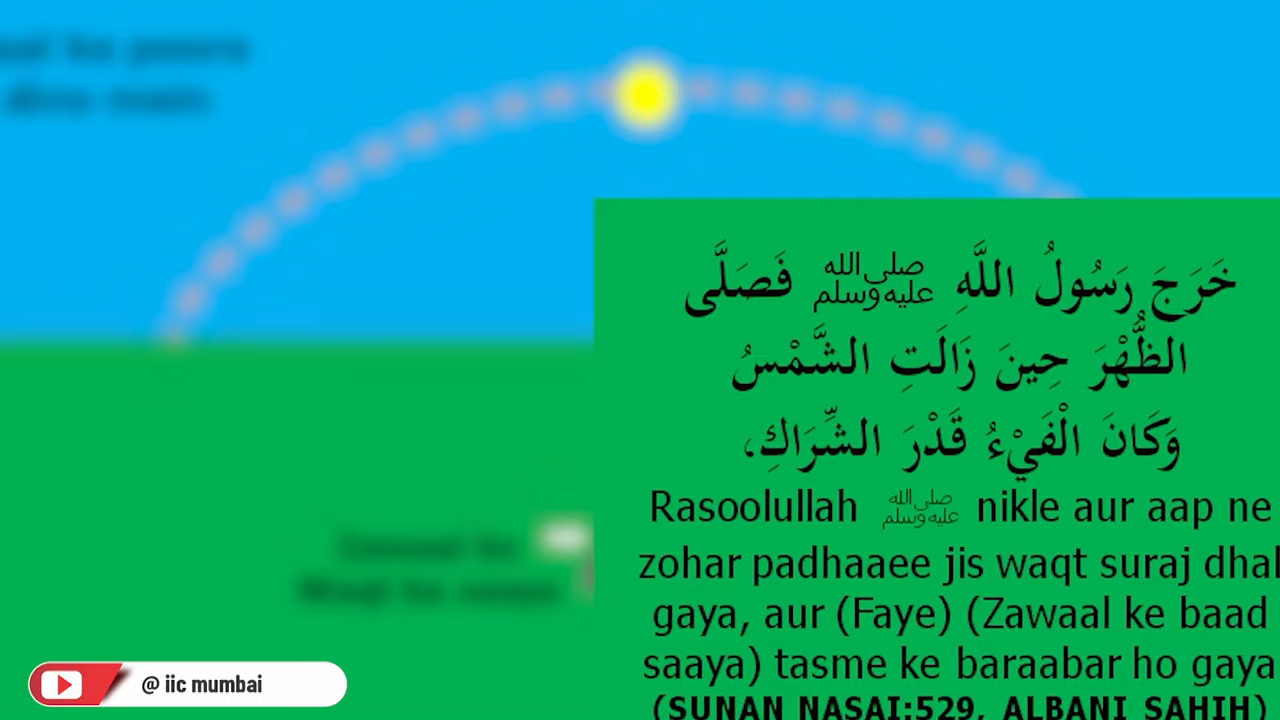 خَرَجَ رَسُولُ اللَّهِ ﷺ فَصَلَّى
الظُّهْرَ حِينَ زَالَتِ الشَّمْسُ
وَكَانَ الْفَيْءُ قَدْرَ الشِّرَاكِ،
Rasoolullah ﷺ nikle aur aap ne
zohar padhaaee jis waqt suraj dhal
gaya, aur (Faye) (Zawaal ke baad
saaya) tasme ke baraabar ho gaya
(SUNAN NASAI:529, ALBANI SAHIH)
@ iic mumbai